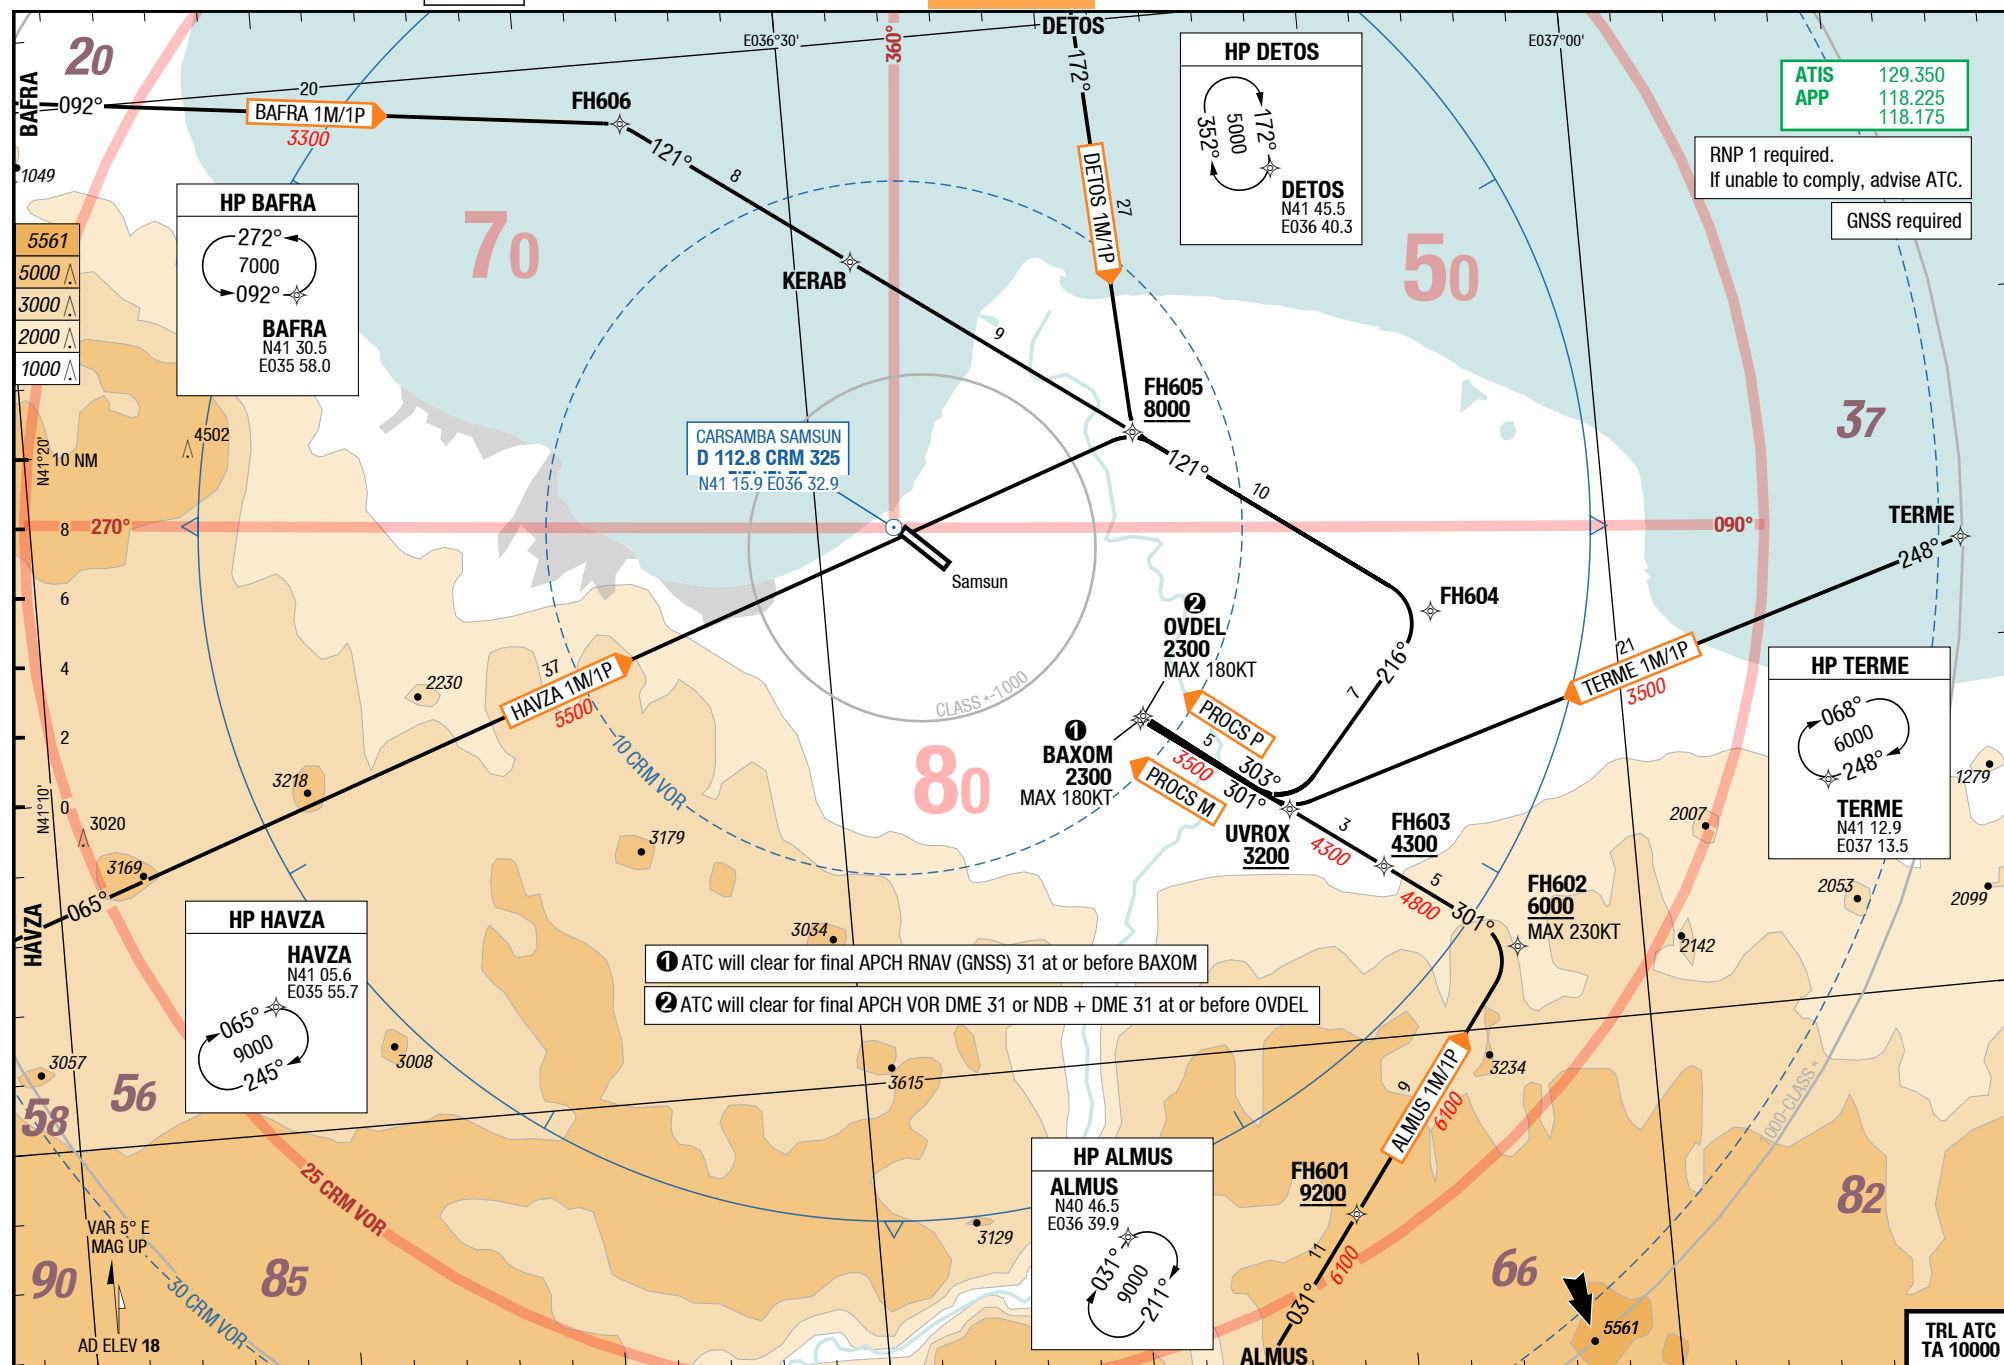 DETOS
E036°30'
360°
E037°00'
20
BAFRA
092°
20
BAFRA 1M/1P
3300
FH606
121°
8
172°
DETOS 1M/1P
27
HP DETOS
172°
5000
352°
DETOS
N41 45.5
E036 40.3
ATIS 129.350
APP 118.225
118.175
RNP 1 required.
If unable to comply, advise ATC.
GNSS required
1049
HP BAFRA
272°
7000
092°
BAFRA
N41 30.5
E035 58.0
5561
5000
3000
2000
1000
70
50
KERAB
9
FH605
8000
37
4502
N41°20'
10 NM
8
6
4
2
0
N41°10'
CARSAMBA SAMSUN
D 112.8 CRM 325
N41 15.9 E036 32.9
270°
090°
121°
10
TERME
248°
Samsun
FH604
2
OVDEL
2300
MAX 180KT
216°
7
21
TERME 1M/1P
3500
HP TERME
068°
6000
248°
TERME
N41 12.9
E037 13.5
37
HAVZA 1M/1P
5500
2230
CLASS *-1000
10 CRM VOR
80
1
BAXOM
2300
MAX 180KT
PROCS P
5
303°
3500
301°
PROCS M
UVROX
3200
3
4300
FH603
4300
5
4800
301°
FH602
6000
MAX 230KT
1279
2007
2053
2099
2142
3218
3020
3169
3179
065°
HAVZA
3034
HP HAVZA
HAVZA
N41 05.6
E035 55.7
065°
9000
245°
1 ATC will clear for final APCH RNAV (GNSS) 31 at or before BAXOM
2 ATC will clear for final APCH VOR DME 31 or NDB + DME 31 at or before OVDEL
3057
3008
3615
3234
9
ALMUS 1M/1P
6100
1000-CLASS *
58
56
25 CRM VOR
HP ALMUS
ALMUS
N40 46.5
E036 39.9
031°
9000
211°
FH601
9200
11
6100
031°
ALMUS
3129
82
66
5561
VAR 5° E
MAG UP
90
85
30 CRM VOR
AD ELEV 18
TRL ATC
TA 10000